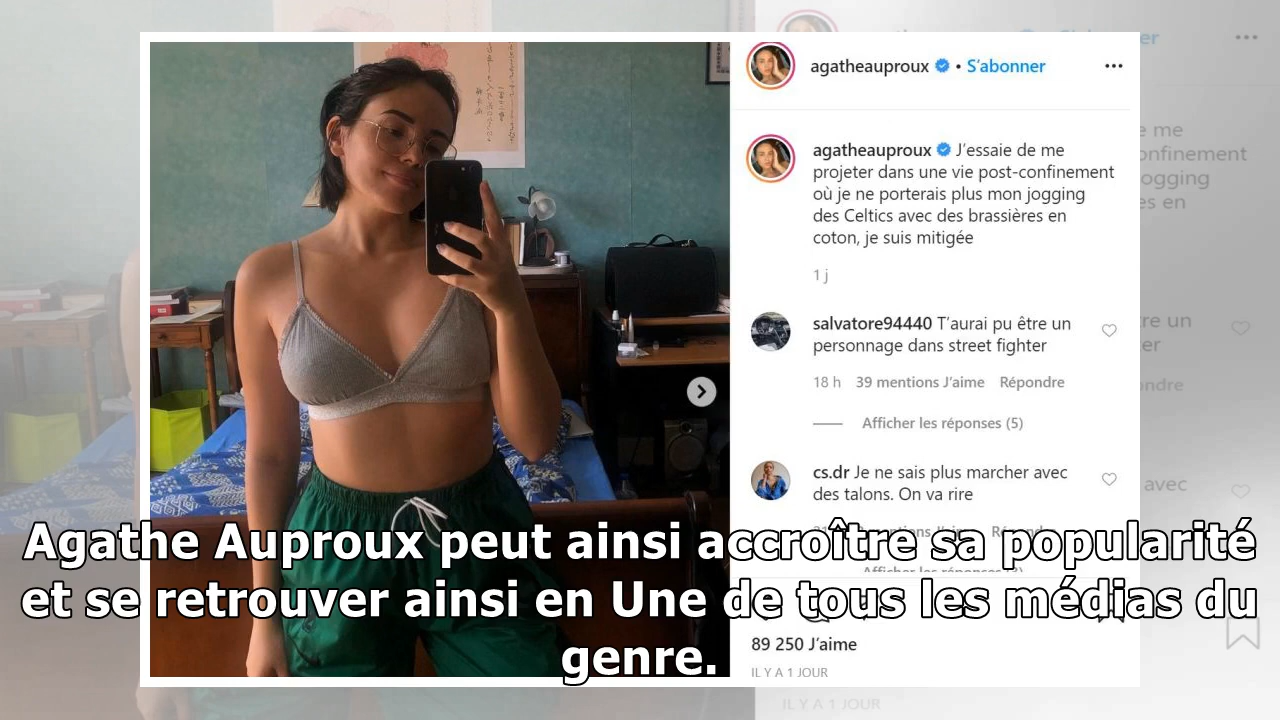 agatheauproux • S'abonner
agatheauproux J'essaie de me
projeter dans une vie post-confinement
où je ne porterais plus mon jogging
des Celtics avec des brassières en
coton, je suis mitigée
1 j
salvatore94440 T'aurai pu être un
personnage dans street fighter
18 h 39 mentions J'aime Répondre
Afficher les réponses (5)
cs.dr Je ne sais plus marcher avec
des talons. On va rire
Agathe Auproux peut ainsi accroître sa popularité
et se retrouver ainsi en Une de tous les médias du
genre.
89 250 J'aime
IL Y A 1 JOUR